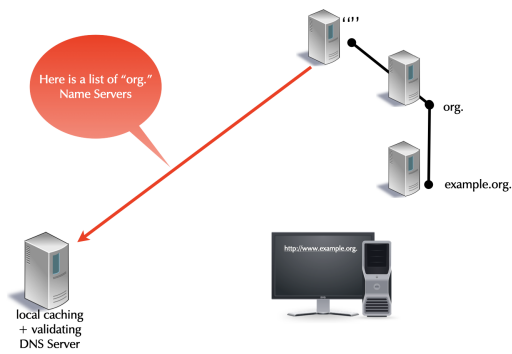 “”
Here is a list of “org.”
Name Servers
org.
example.org.
http://www.example.org.
local caching
+ validating
DNS Server